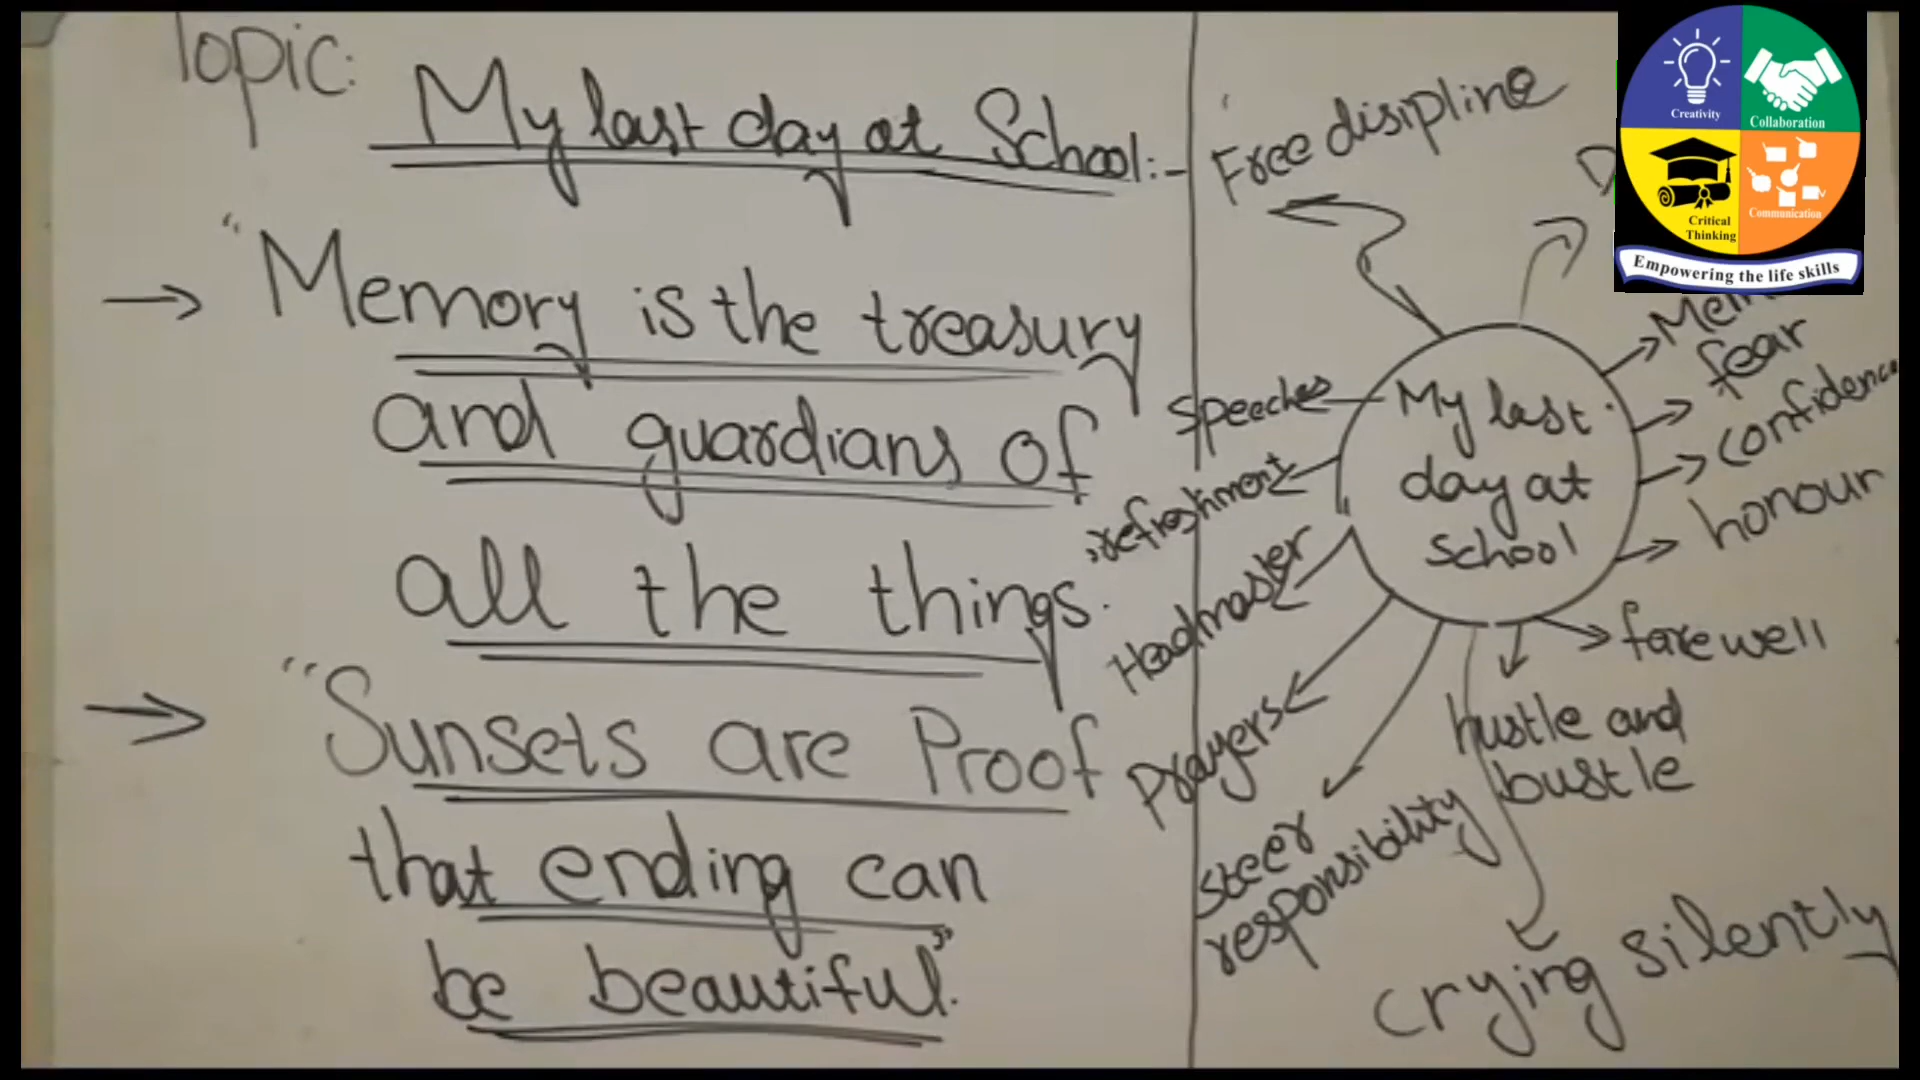 Topic:
My last day at School:-
→ "Memory is the treasury
and guardians of
all the things."
→ "Sunsets are Proof
that ending can
be beautiful."
Free disipline
fear
confidence
honour
farewell
hustle and
bustle
crying silently
steer
responsibility
Prayers
Headmaster
refreshment
Speeches
My last
day at
School
Creativity
Collaboration
Critical
Thinking
Communication
Empowering the life skills